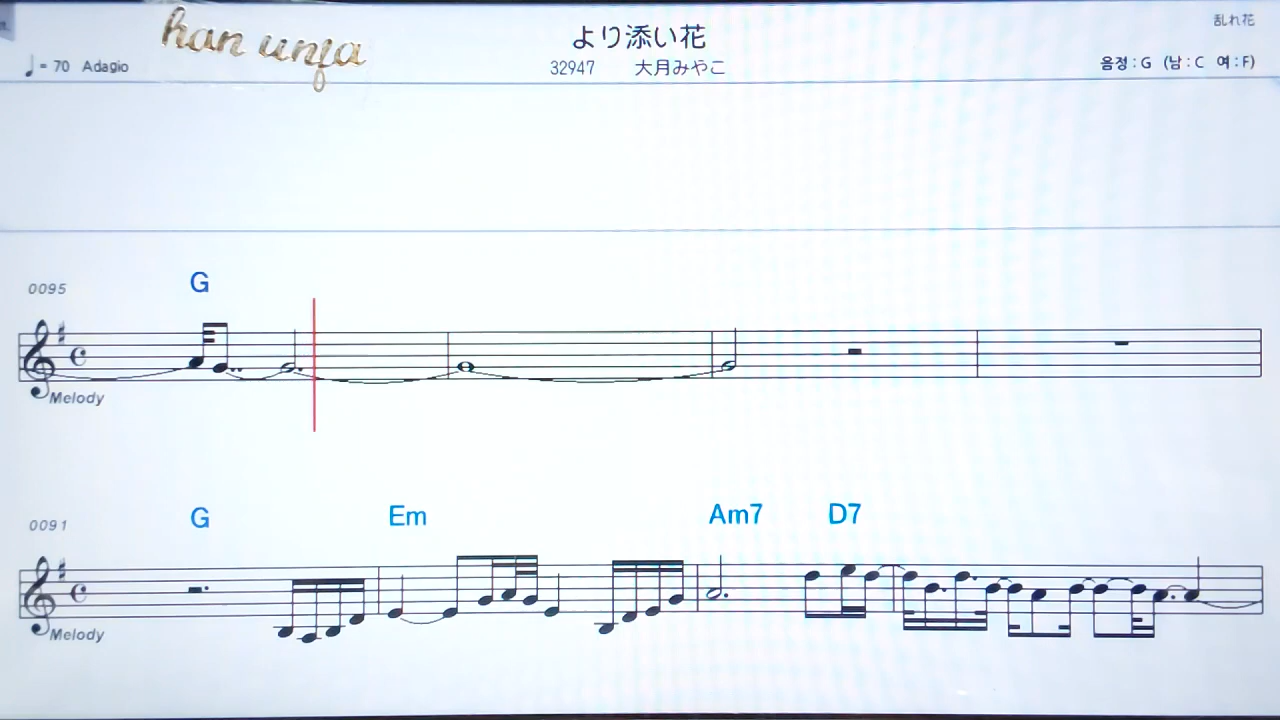 han unja
より添い花
乱れ花
♩= 70 Adagio
32947 大月みやこ
음정 : G (남 : C 여 : F)
0095 G
Melody
0091 G Em Am7 D7
Melody